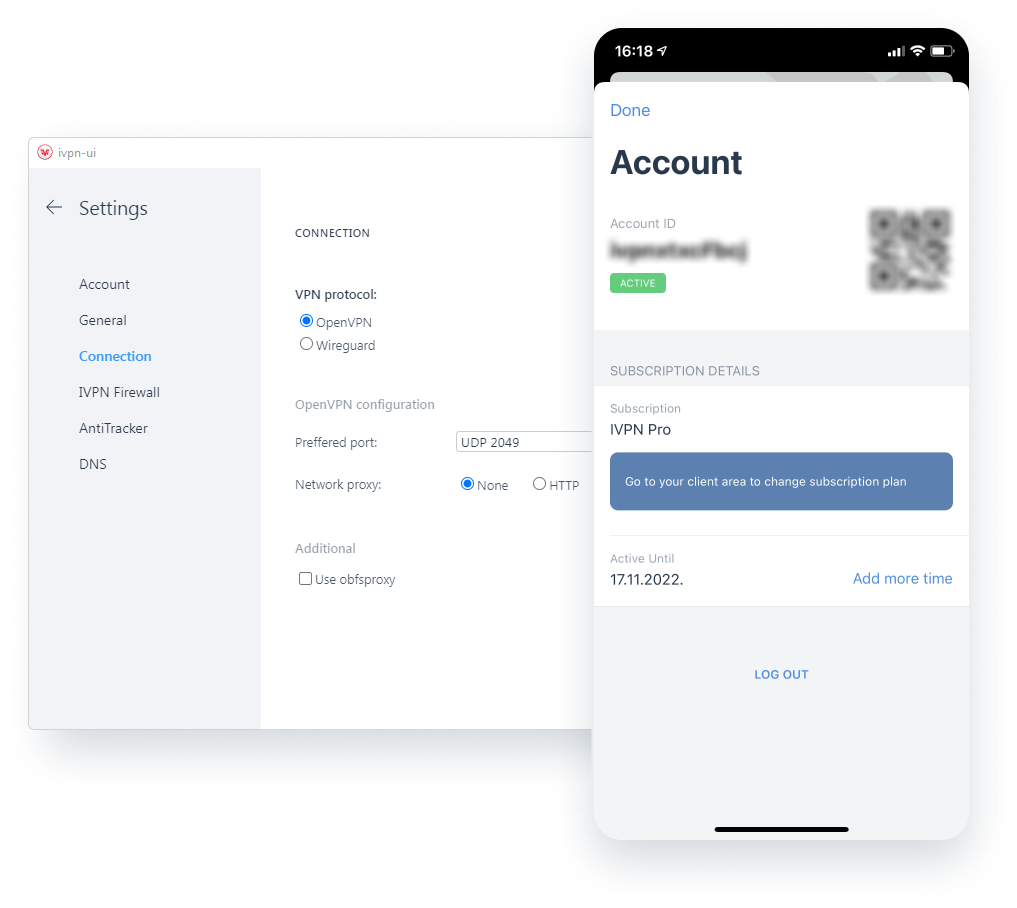 ivpn-ui
Settings
Account
General
Connection
IVPN Firewall
AntiTracker
DNS
CONNECTION
VPN protocol:
OpenVPN
Wireguard
OpenVPN configuration
Preffered port: UDP 2049
Network proxy: None HTTP
Additional
Use obfsproxy
16:18
Done
Account
Account ID
ACTIVE
SUBSCRIPTION DETAILS
Subscription
IVPN Pro
Go to your client area to change subscription plan
Active Until
17.11.2022. Add more time
LOG OUT